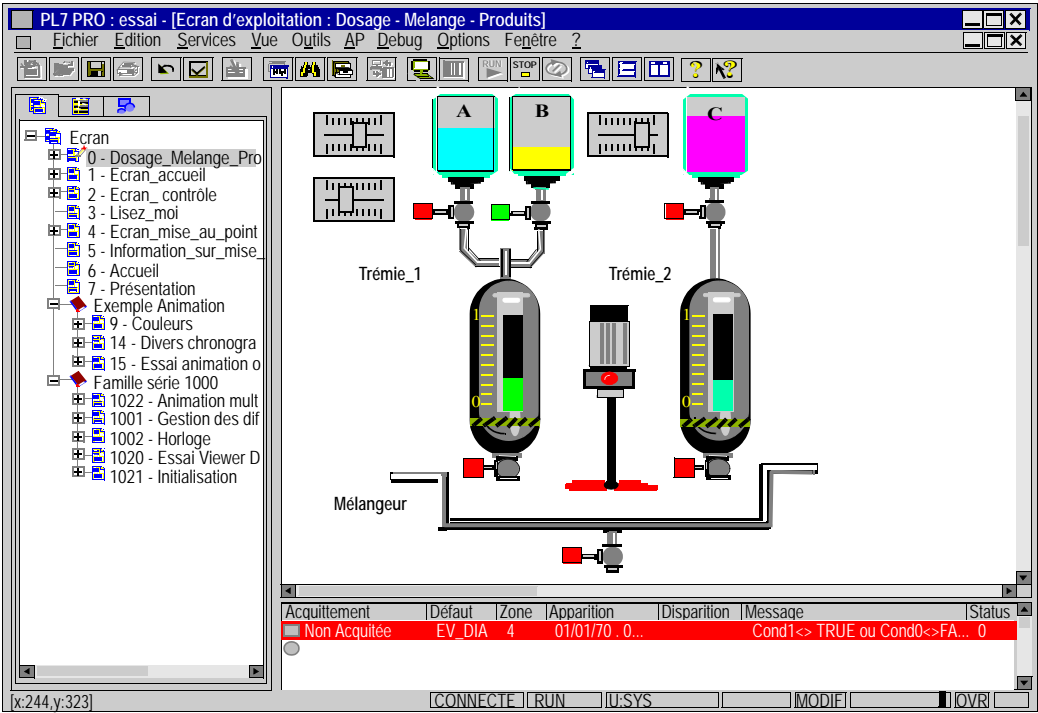 PL7 PRO : essai - [Ecran d'exploitation : Dosage - Melange - Produits]
Fichier Edition Services Vue Outils AP Debug Options Fenêtre ?
RUN STOP ? ?
Ecran
0 - Dosage_Melange_Pro
1 - Ecran_accueil
2 - Ecran_ contrôle
3 - Lisez_moi
4 - Ecran_mise_au_point
5 - Information_sur_mise_
6 - Accueil
7 - Présentation
Exemple Animation
9 - Couleurs
14 - Divers chronogra
15 - Essai animation o
Famille série 1000
1022 - Animation mult
1001 - Gestion des dif
1002 - Horloge
1020 - Essai Viewer D
1021 - Initialisation
A B C
Trémie_1 Trémie_2
1 1
0 0
Mélangeur
Acquittement Défaut Zone Apparition Disparition Message Status
Non Acquitée EV_DIA 4 01/01/70 . 0... Cond1<> TRUE ou Cond0<>FA... 0
[x:244,y:323] CONNECTE RUN U:SYS MODIF OVR